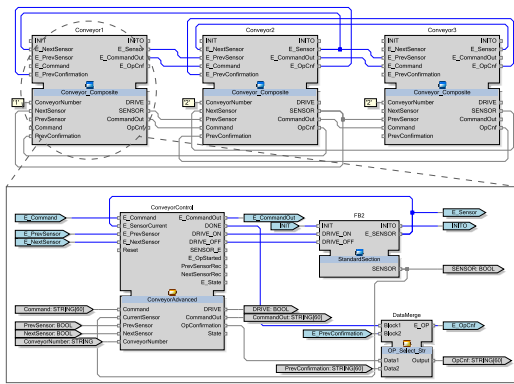 Conveyor1
INIT INITO
E_NextSensor E_Sensor
E_PrevSensor E_CommandOut
E_Command E_OpCnf
E_PrevConfirmation
Conveyor_Composite
'1' ConveyorNumber DRIVE
NextSensor SENSOR
PrevSensor CommandOut
Command OpCnf
PrevConfirmation
Conveyor2
INIT INITO
E_NextSensor E_Sensor
E_PrevSensor E_CommandOut
E_Command E_OpCnf
E_PrevConfirmation
Conveyor_Composite
'2' ConveyorNumber DRIVE
NextSensor SENSOR
PrevSensor CommandOut
Command OpCnf
PrevConfirmation
Conveyor3
INIT INITO
E_NextSensor E_Sensor
E_PrevSensor E_CommandOut
E_Command E_OpCnf
E_PrevConfirmation
Conveyor_Composite
'2' ConveyorNumber DRIVE
NextSensor SENSOR
PrevSensor CommandOut
Command OpCnf
PrevConfirmation
ConveyorControl
E_Command E_Command E_CommandOut E_CommandOut
E_SensorCurrent DONE
E_PrevSensor E_PrevSensor DRIVE_ON
E_NextSensor E_NextSensor DRIVE_OFF
Reset SENSOR_E
E_OpStarted
PrevSensorRec
NextSensorRec
E_State
ConveyorAdvanced
Command: STRING[60] Command DRIVE DRIVE: BOOL
CurrentSensor CommandOut CommandOut: STRING[60]
PrevSensor: BOOL PrevSensor OpConfirmation
NextSensor: BOOL NextSensor State
ConveyorNumber: STRING ConveyorNumber
FB2
INIT INIT INITO INITO
DRIVE_ON E_SENSOR E_Sensor
DRIVE_OFF
StandardSection
SENSOR SENSOR: BOOL
DataMerge
Block1 E_OP E_OpCnf
E_PrevConfirmation Block2
OP_Select_Str
Data1 Output OpCnf: STRING[60]
PrevConfirmation: STRING[60] Data2